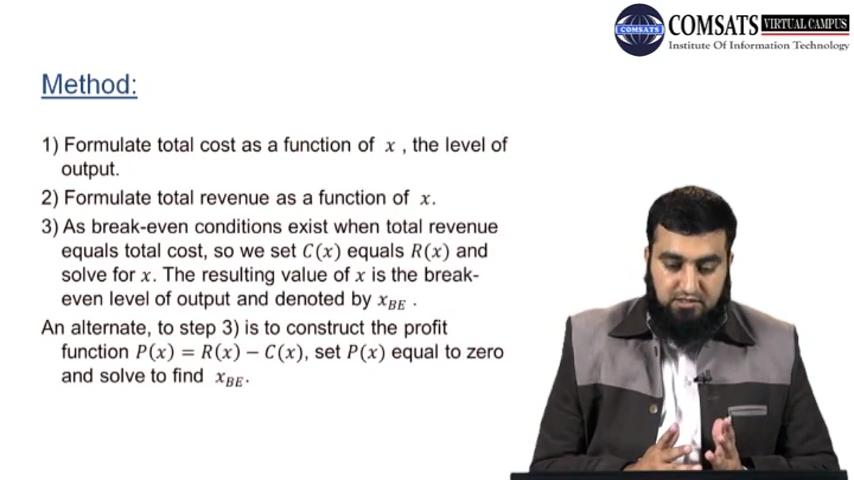 COMSATS
COMSATS VIRTUAL CAMPUS
Institute Of Information Technology
Method:
1) Formulate total cost as a function of x , the level of
output.
2) Formulate total revenue as a function of x.
3) As break-even conditions exist when total revenue
equals total cost, so we set C(x) equals R(x) and
solve for x. The resulting value of x is the break-
even level of output and denoted by x_BE .
An alternate, to step 3) is to construct the profit
function P(x) = R(x) − C(x), set P(x) equal to zero
and solve to find x_BE.